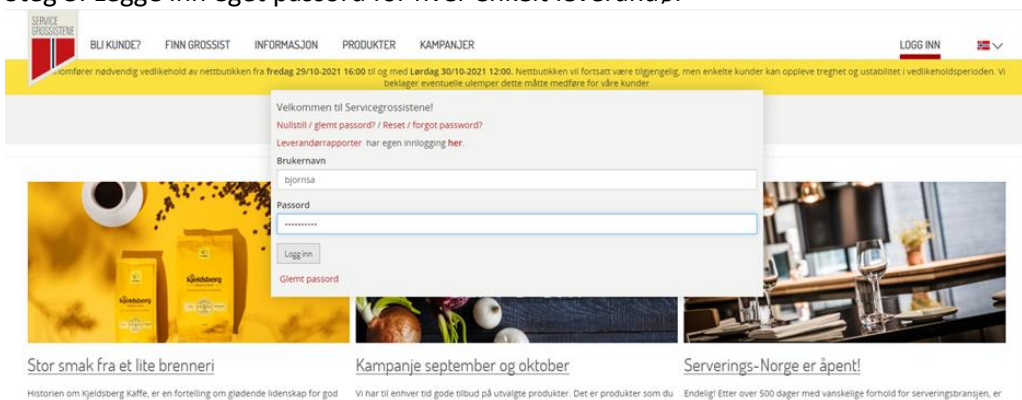 SERVICE
GROSSISTENE
BLI KUNDE? FINN GROSSIST INFORMASJON PRODUKTER KAMPANJER LOGG INN
nomfører nødvendig vedlikehold av nettbutikken fra fredag 29/10-2021 16:00 til og med Lørdag 30/10-2021 12:00. Nettbutikken vil fortsatt være tilgjengelig, men enkelte kunder kan oppleve treghet og ustabilitet i vedlikeholdsperioden. Vi
beklager eventuelle ulemper dette måtte medføre for våre kunder
Velkommen til Servicegrossistene!
Nullstill / glemt passord? / Reset / forgot password?
Leverandørrapporter har egen innlogging her.
Brukernavn
bjornsa
Passord
••••••••••
Logg inn
Glemt passord
Kjeldsberg
Kjeldsberg
Stor smak fra et lite brenneri
Historien om Kjeldsberg Kaffe, er en fortelling om glødende lidenskap for god
Kampanje september og oktober
Vi har til enhver tid gode tilbud på utvalgte produkter. Det er produkter som du
Serverings-Norge er åpent!
Endelig! Etter over 500 dager med vanskelige forhold for serveringsbransjen, er